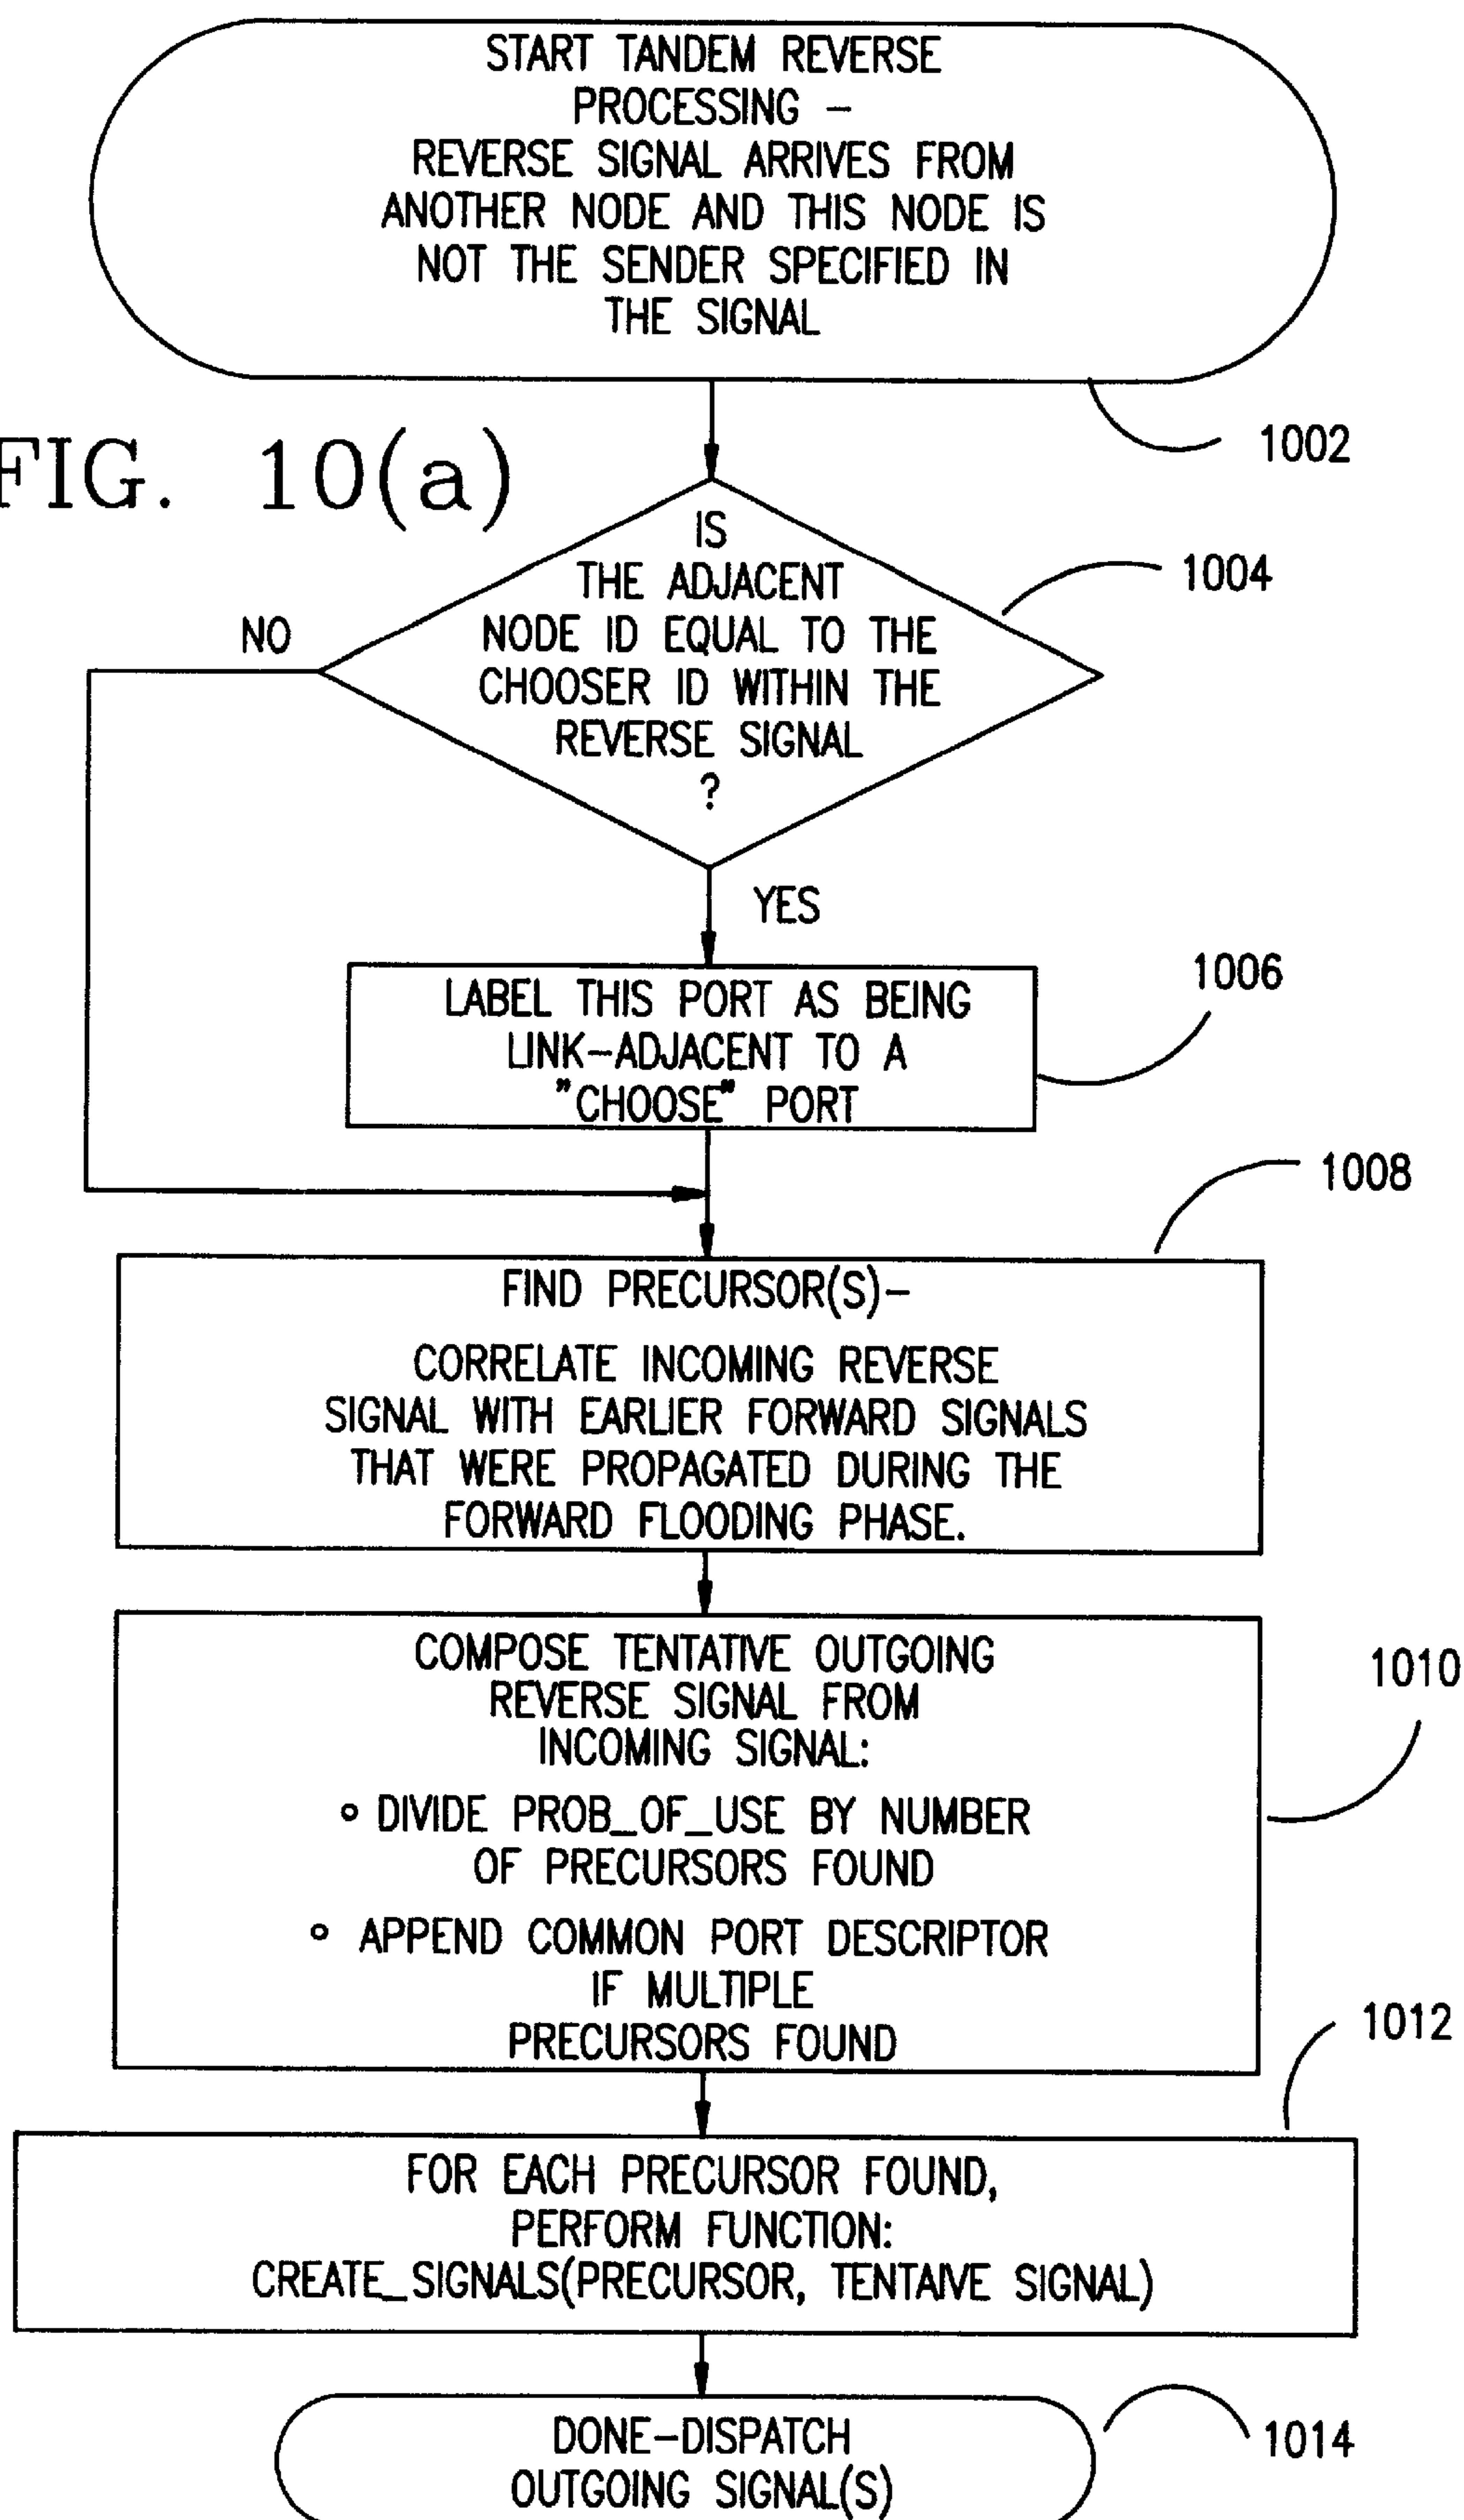 START TANDEM REVERSE
PROCESSING –
REVERSE SIGNAL ARRIVES FROM
ANOTHER NODE AND THIS NODE IS
NOT THE SENDER SPECIFIED IN
THE SIGNAL
1002
FIG. 10(a)
IS
THE ADJACENT
NODE ID EQUAL TO THE
CHOOSER ID WITHIN THE
REVERSE SIGNAL
?
1004
NO
YES
LABEL THIS PORT AS BEING
LINK-ADJACENT TO A
"CHOOSE" PORT
1006
1008
FIND PRECURSOR(S)–
CORRELATE INCOMING REVERSE
SIGNAL WITH EARLIER FORWARD SIGNALS
THAT WERE PROPAGATED DURING THE
FORWARD FLOODING PHASE.
COMPOSE TENTATIVE OUTGOING
REVERSE SIGNAL FROM
INCOMING SIGNAL:
∘ DIVIDE PROB_OF_USE BY NUMBER
OF PRECURSORS FOUND
∘ APPEND COMMON PORT DESCRIPTOR
IF MULTIPLE
PRECURSORS FOUND
1010
1012
FOR EACH PRECURSOR FOUND,
PERFORM FUNCTION:
CREATE_SIGNALS(PRECURSOR, TENTAIVE SIGNAL)
DONE-DISPATCH
OUTGOING SIGNAL(S)
1014